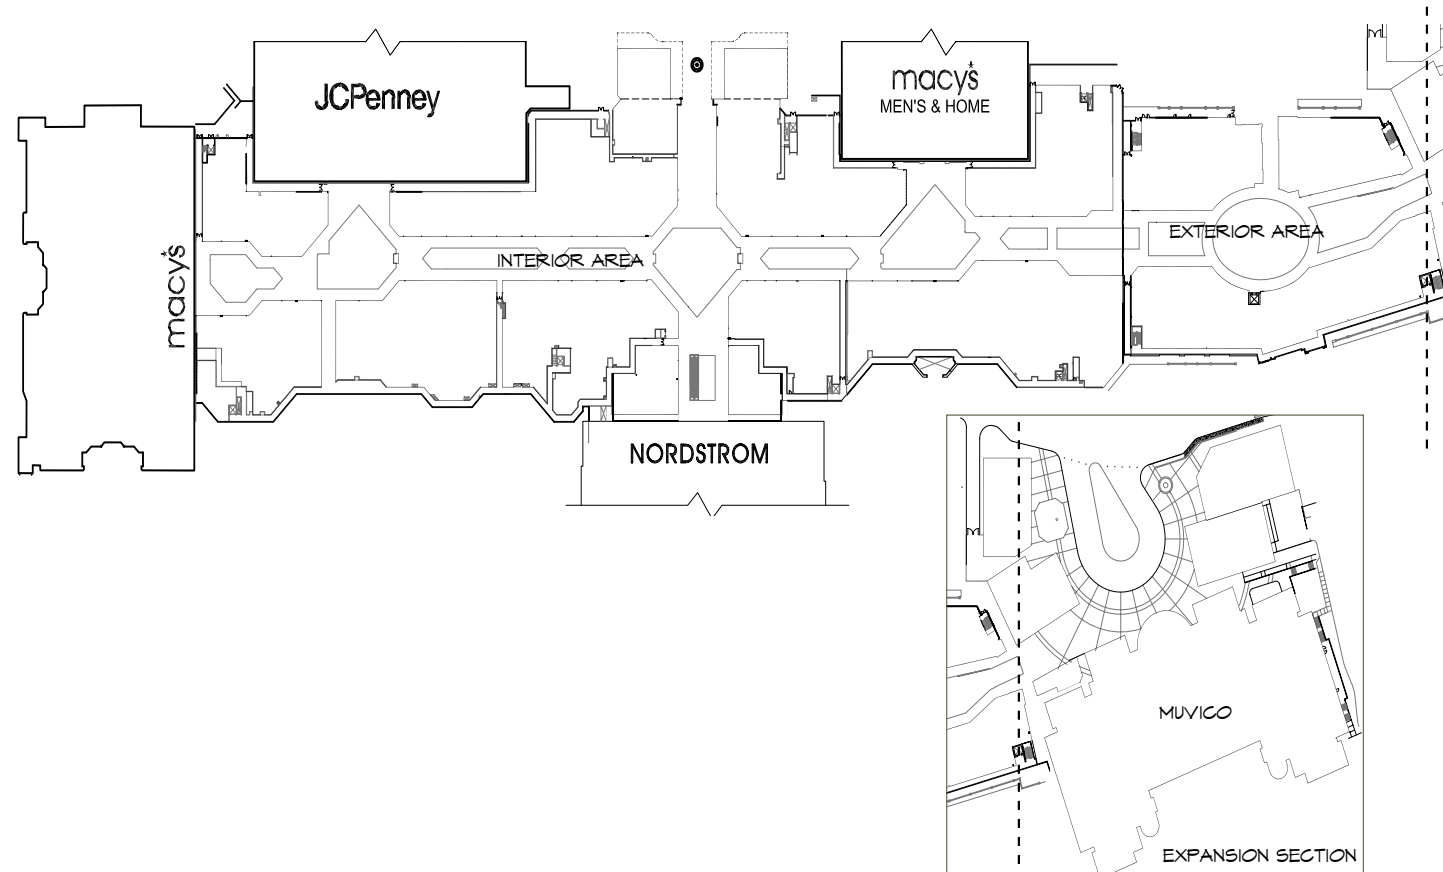 JCPenney
macy's
MEN'S & HOME
EXTERIOR AREA
INTERIOR AREA
macy's
NORDSTROM
MUVICO
EXPANSION SECTION